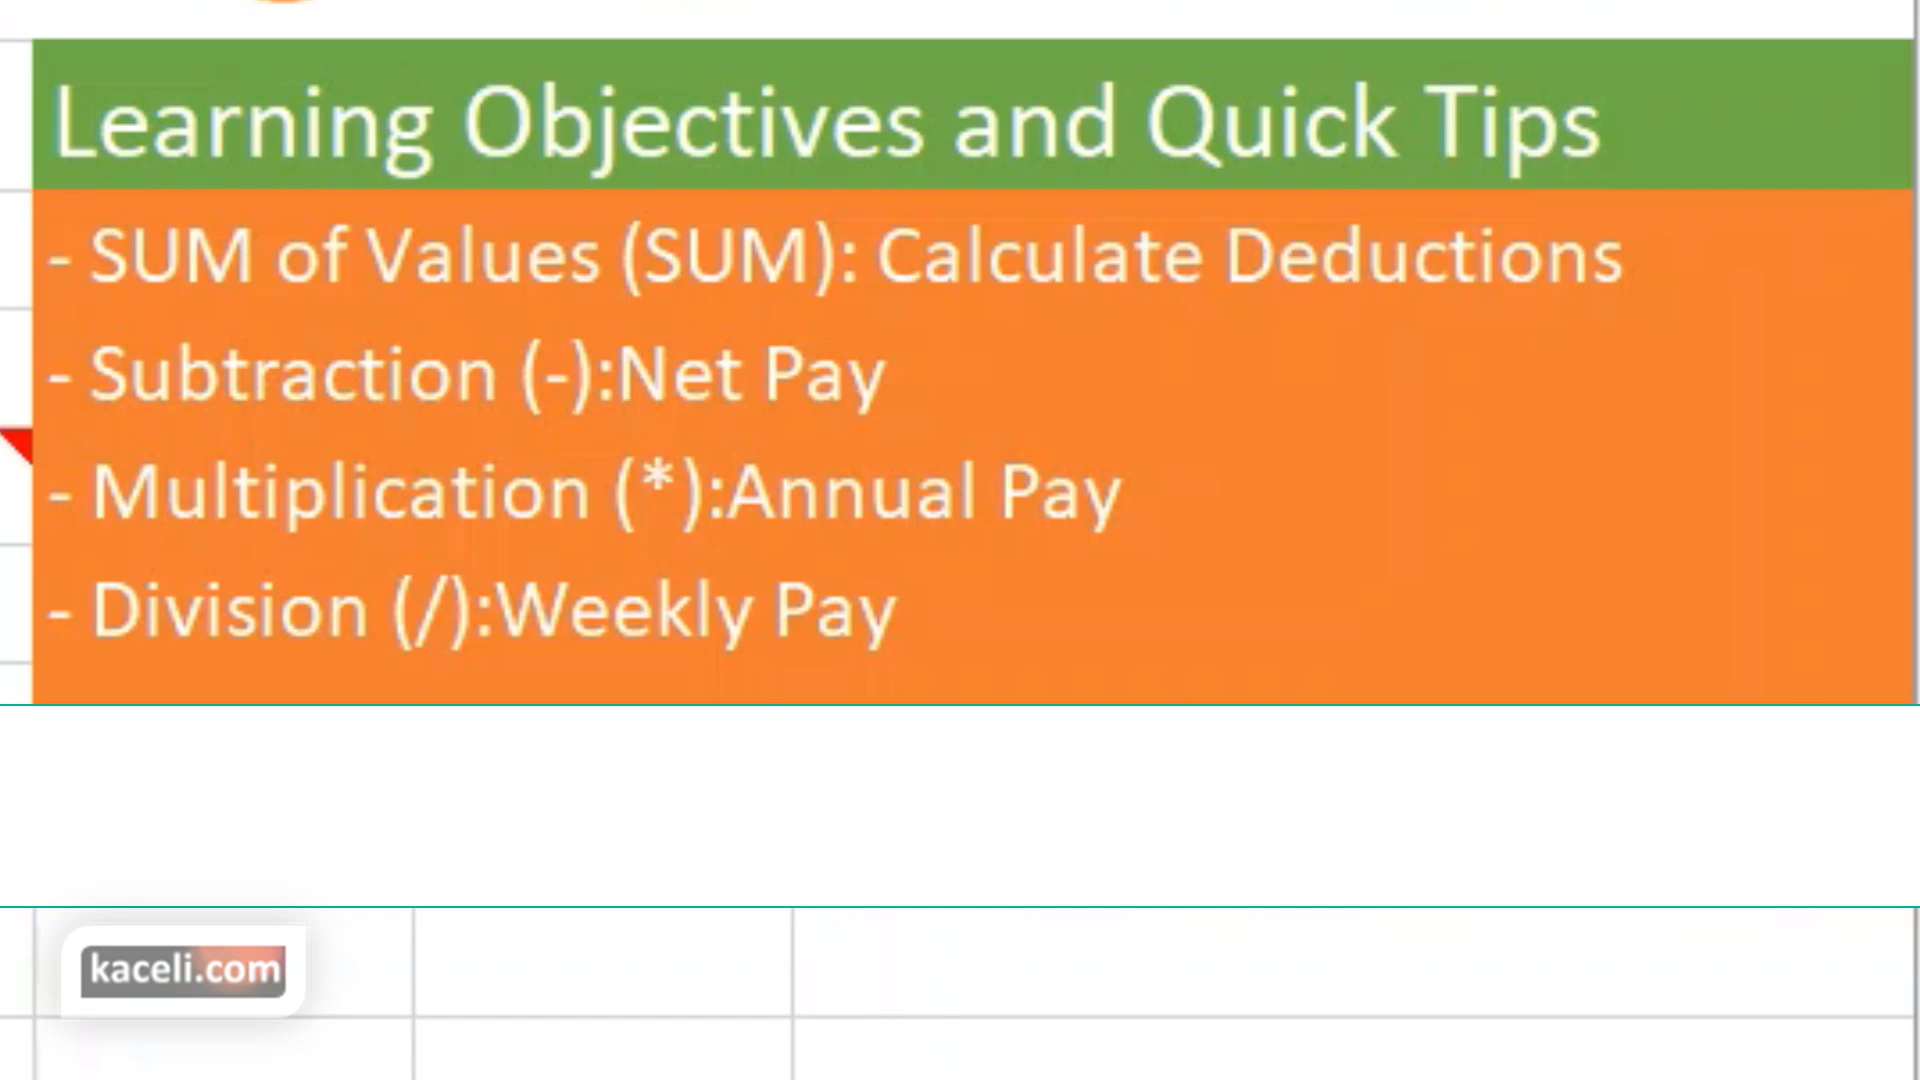 Learning Objectives and Quick Tips
- SUM of Values (SUM): Calculate Deductions
- Subtraction (-):Net Pay
- Multiplication (*):Annual Pay
- Division (/):Weekly Pay
kaceli.com